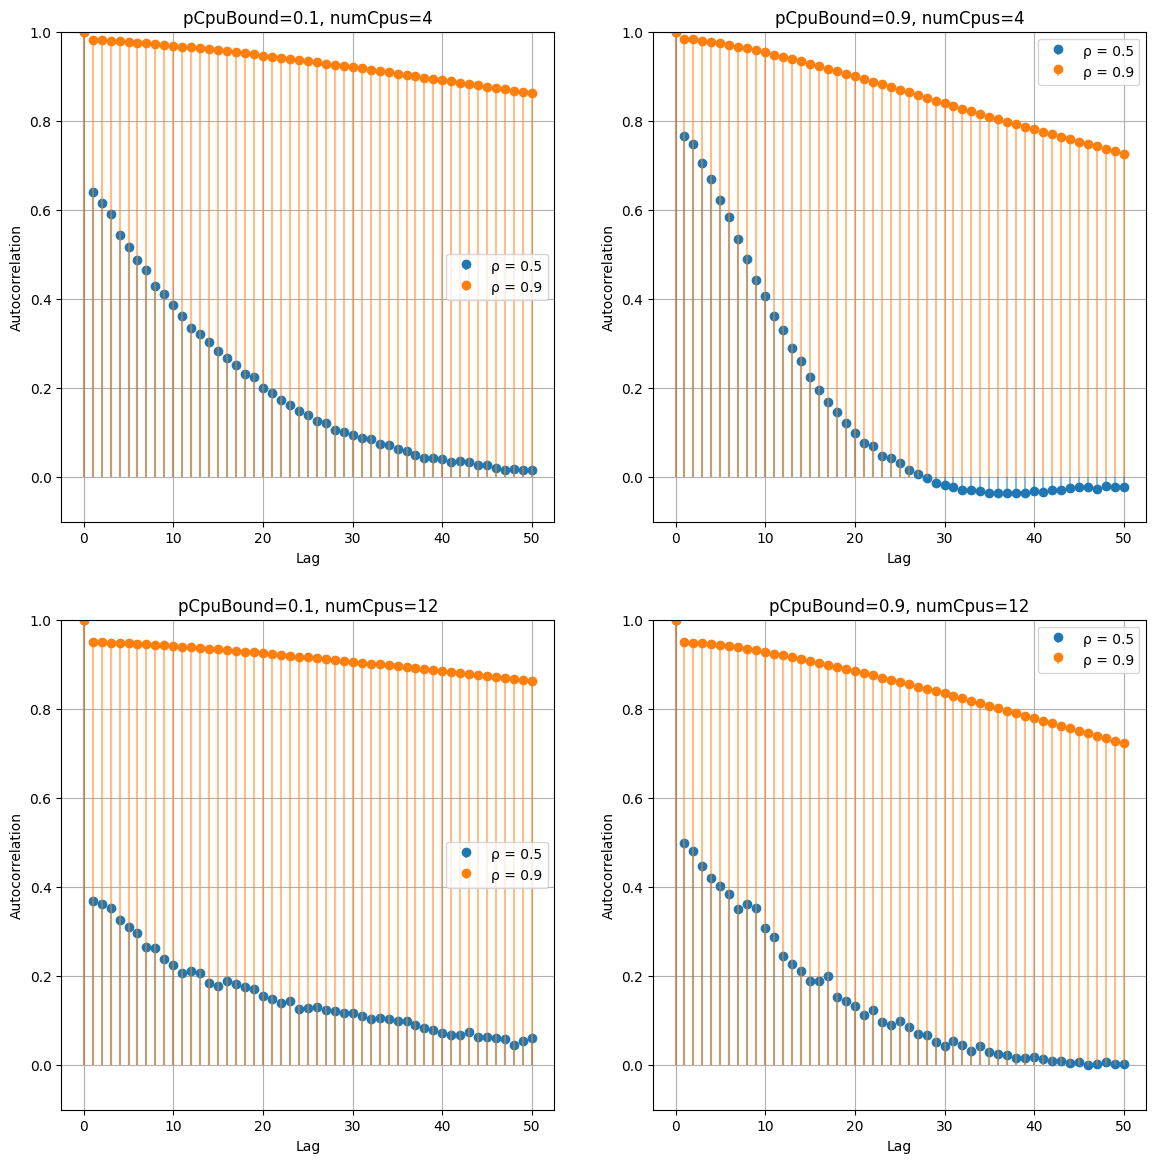 pCpuBound=0.1, numCpus=4
1.0
0.8
0.6
0.4
0.2
0.0
Autocorrelation
ρ = 0.5
ρ = 0.9
0 10 20 30 40 50
Lag
pCpuBound=0.9, numCpus=4
1.0
0.8
0.6
0.4
0.2
0.0
Autocorrelation
ρ = 0.5
ρ = 0.9
0 10 20 30 40 50
Lag
pCpuBound=0.1, numCpus=12
1.0
0.8
0.6
0.4
0.2
0.0
Autocorrelation
ρ = 0.5
ρ = 0.9
0 10 20 30 40 50
Lag
pCpuBound=0.9, numCpus=12
1.0
0.8
0.6
0.4
0.2
0.0
Autocorrelation
ρ = 0.5
ρ = 0.9
0 10 20 30 40 50
Lag